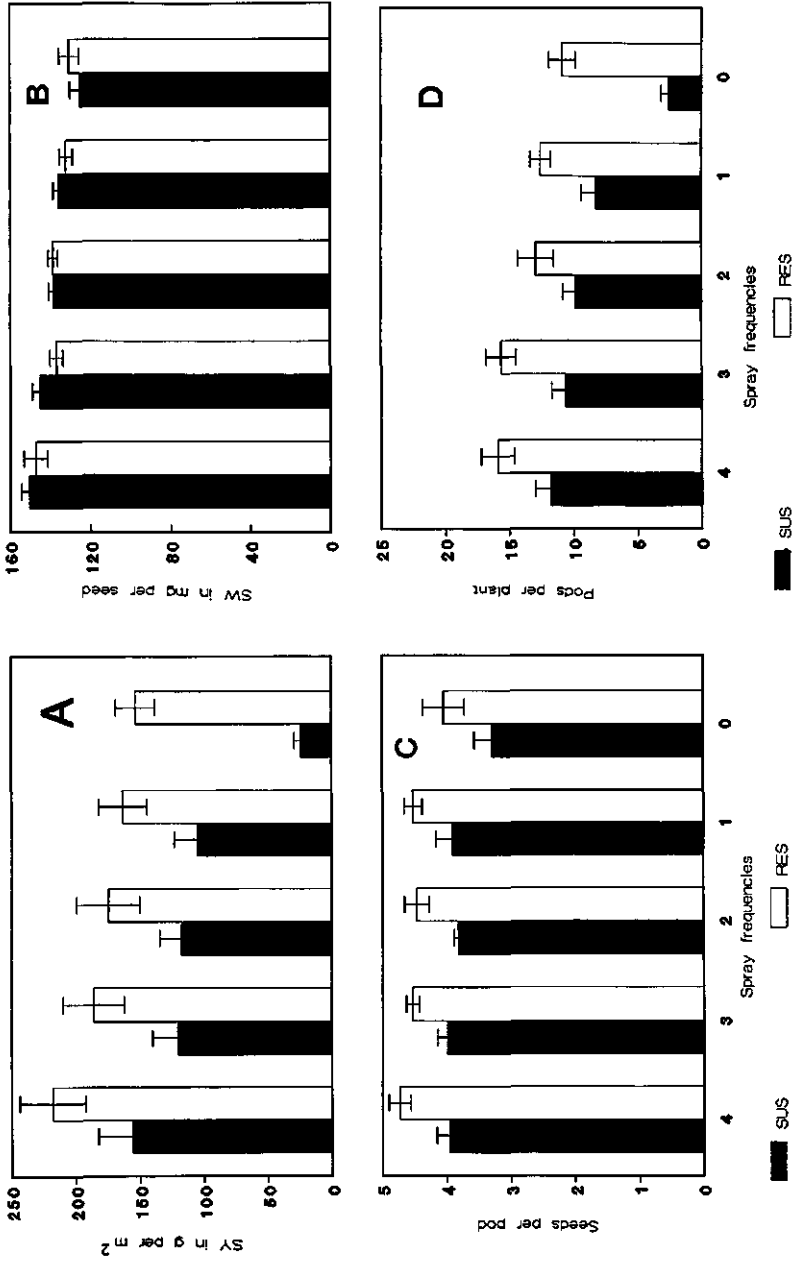 A
SY in g per m²
250
200
150
100
50
0
B
SW in mg per seed
160
120
80
40
0
C
Seeds per pod
5
4
3
2
1
0
4 3 2 1 0
Spray frequencies
SUS RES
D
Pods per plant
25
20
15
10
5
0
4 3 2 1 0
Spray frequencies
SUS RES